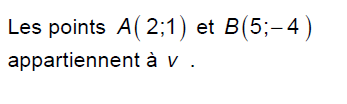 Les points A( 2;1) et B(5;−4 )
appartiennent à v .